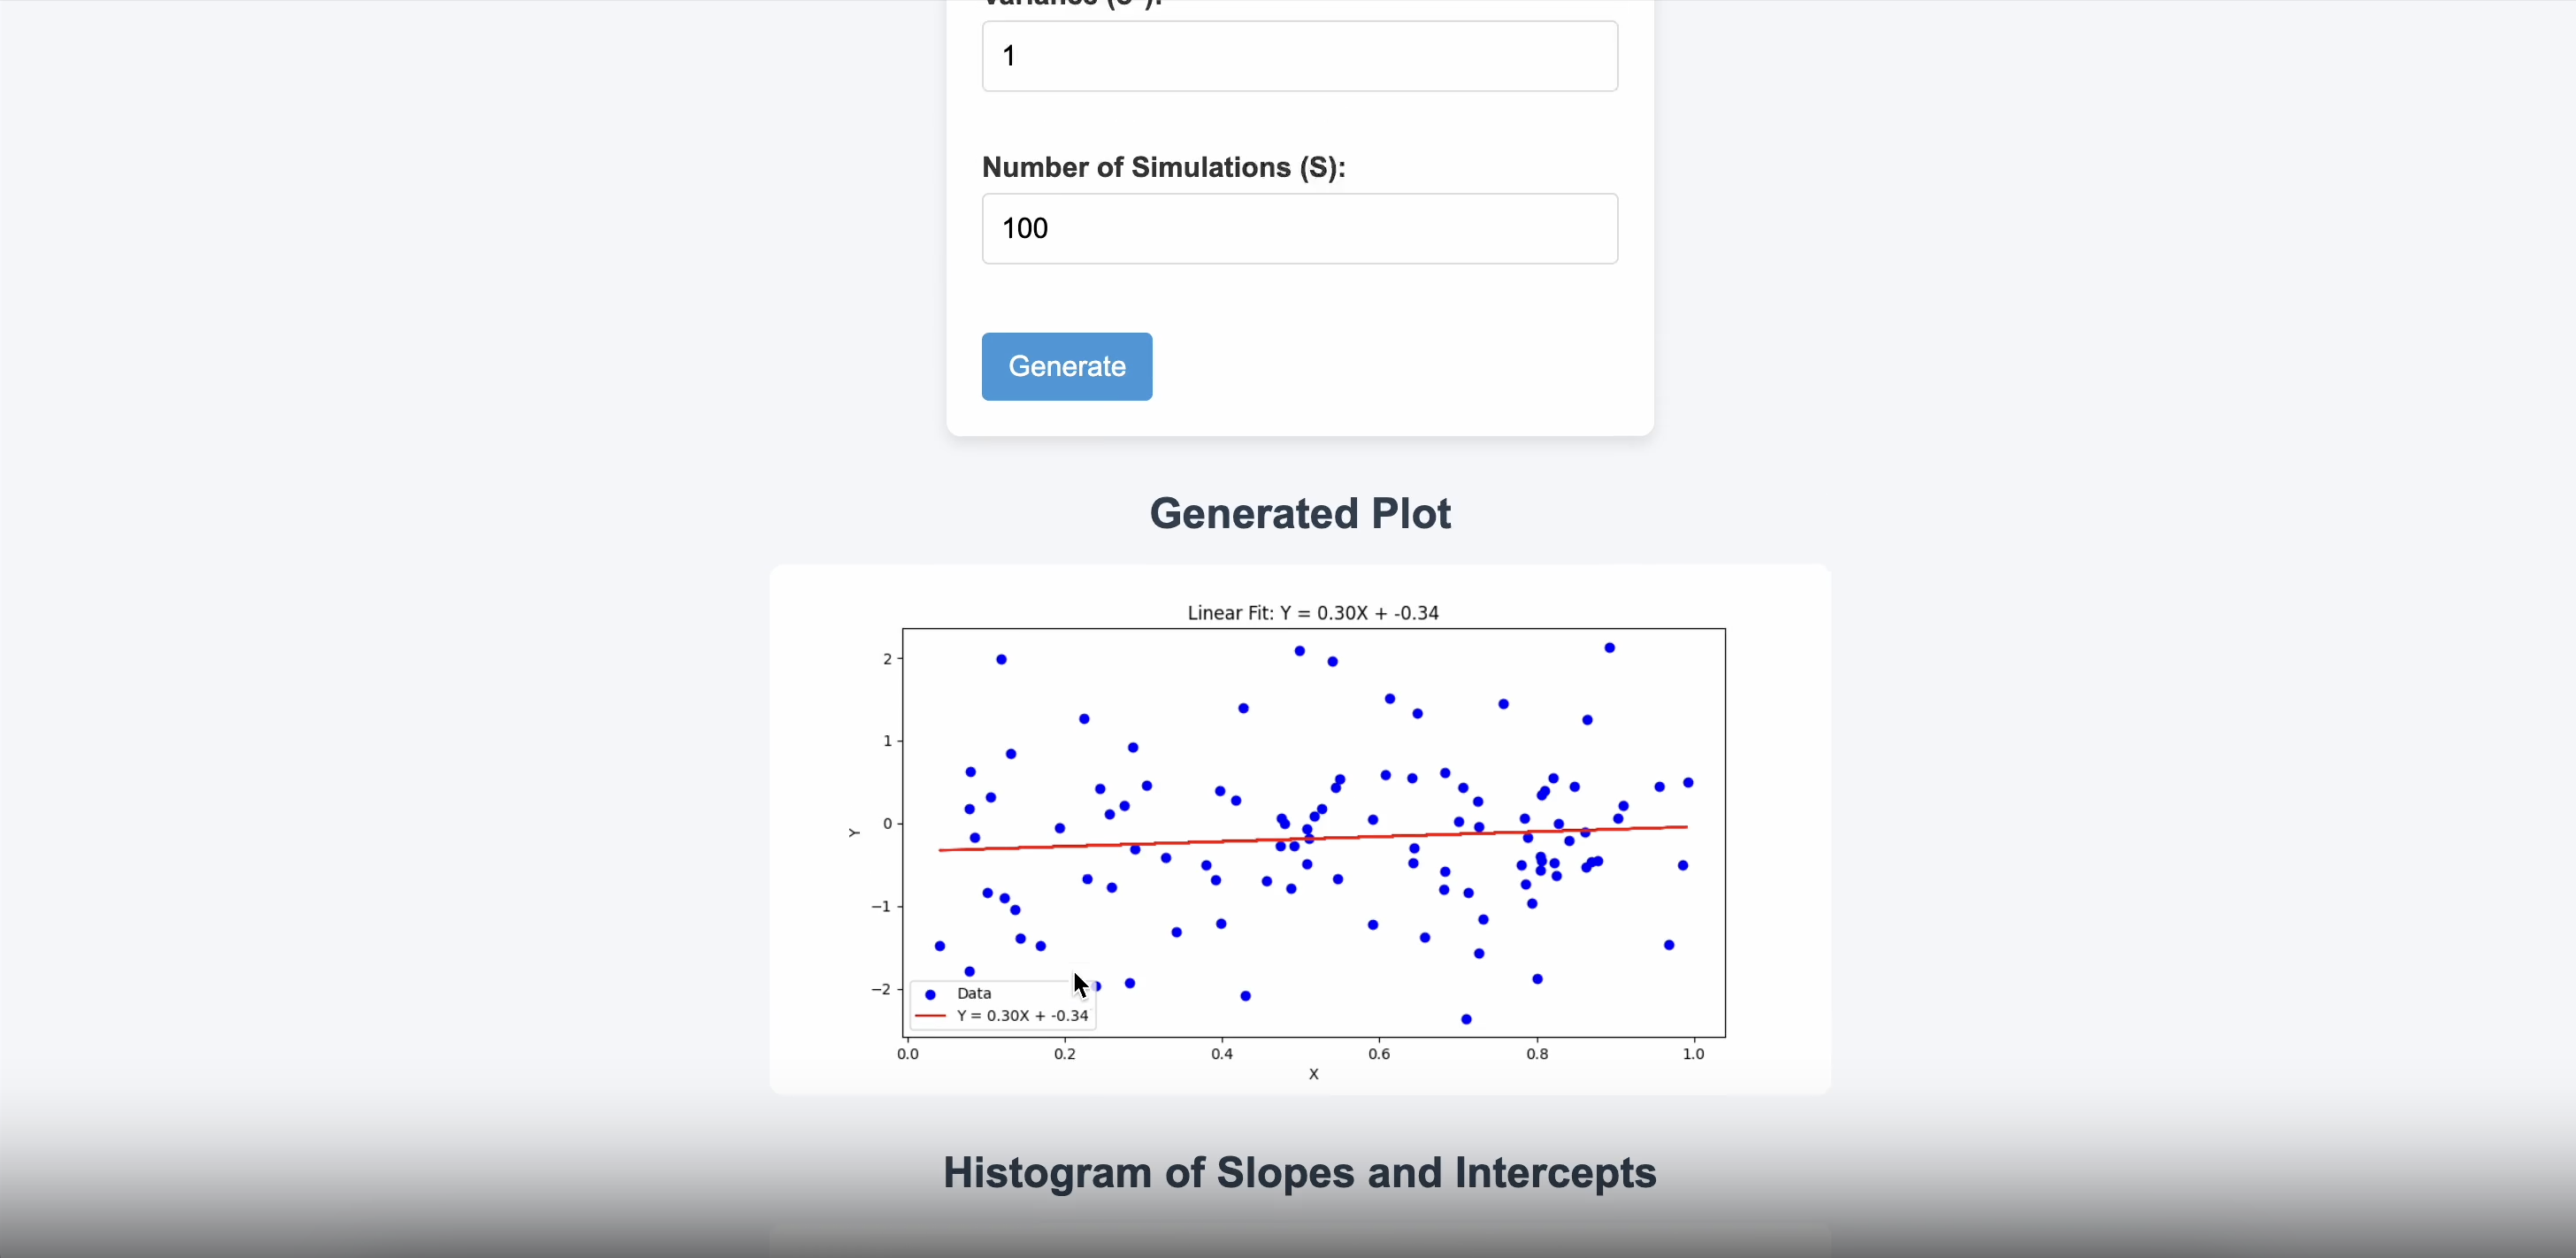 1
Number of Simulations (S):
100
Generate
Generated Plot
Linear Fit: Y = 0.30X + -0.34
2
1
0
−1
−2
Y
Data
Y = 0.30X + -0.34
0.0 0.2 0.4 0.6 0.8 1.0
X
Histogram of Slopes and Intercepts